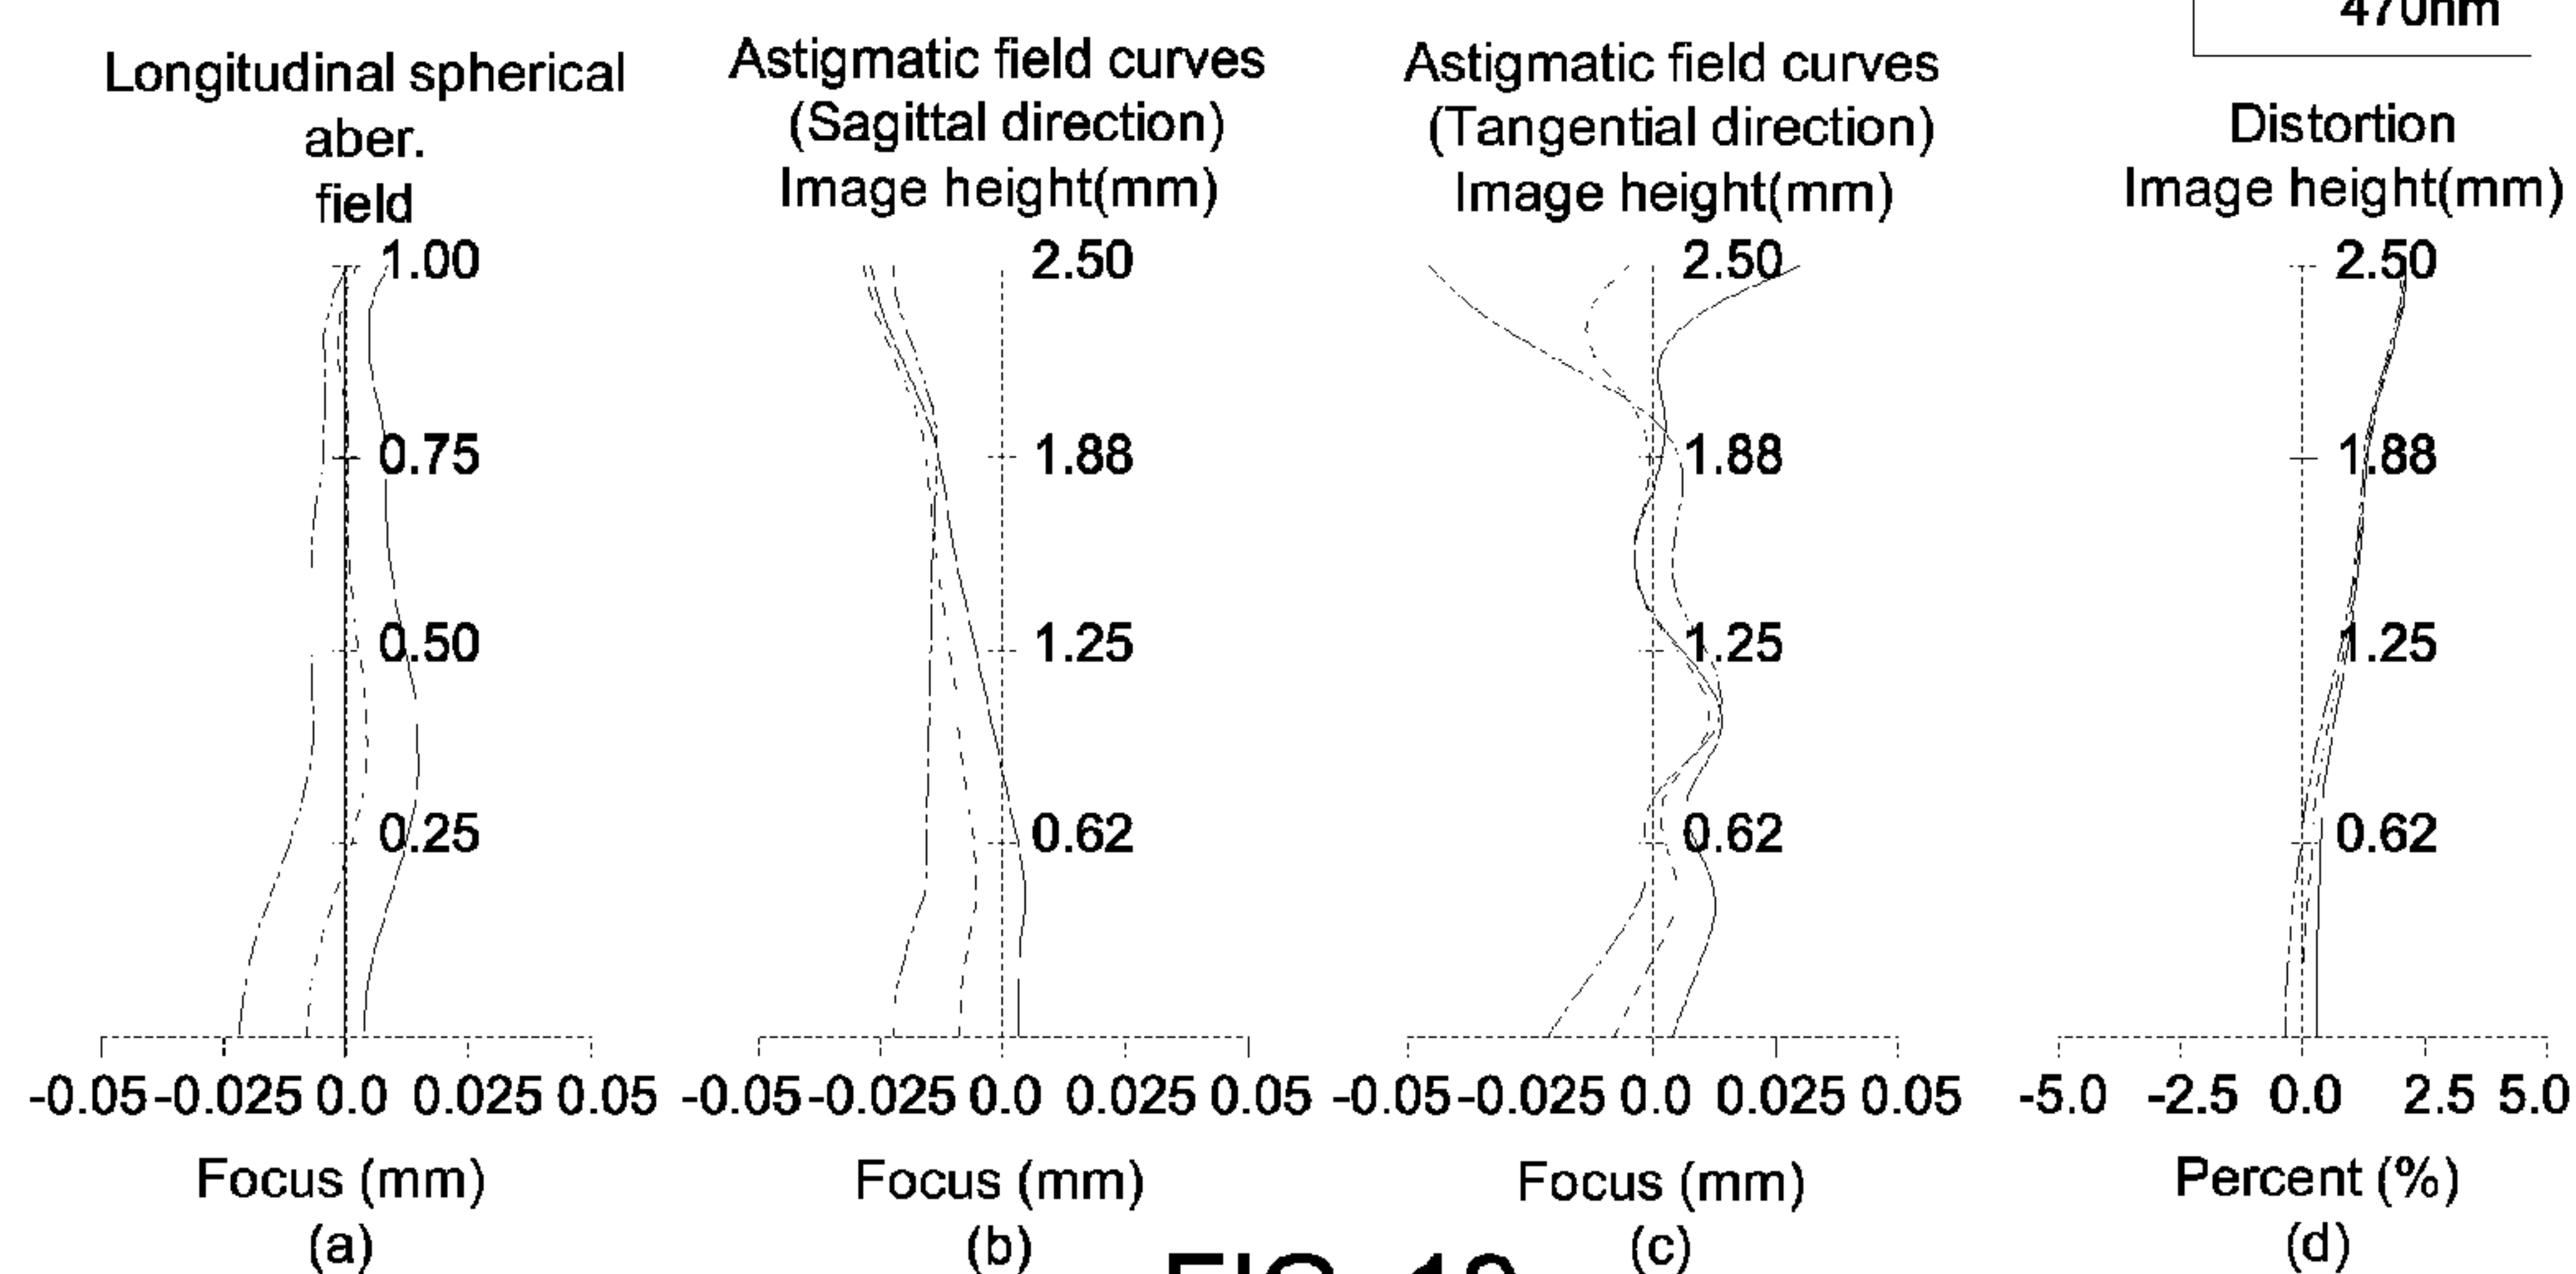 470nm
Longitudinal spherical
aber.
field
1.00
0.75
0.50
0.25
-0.05 -0.025 0.0 0.025 0.05
Focus (mm)
(a)
Astigmatic field curves
(Sagittal direction)
Image height(mm)
2.50
1.88
1.25
0.62
-0.05 -0.025 0.0 0.025 0.05
Focus (mm)
(b)
Astigmatic field curves
(Tangential direction)
Image height(mm)
2.50
1.88
1.25
0.62
-0.05 -0.025 0.0 0.025 0.05
Focus (mm)
(c)
Distortion
Image height(mm)
2.50
1.88
1.25
0.62
-5.0 -2.5 0.0 2.5 5.0
Percent (%)
(d)